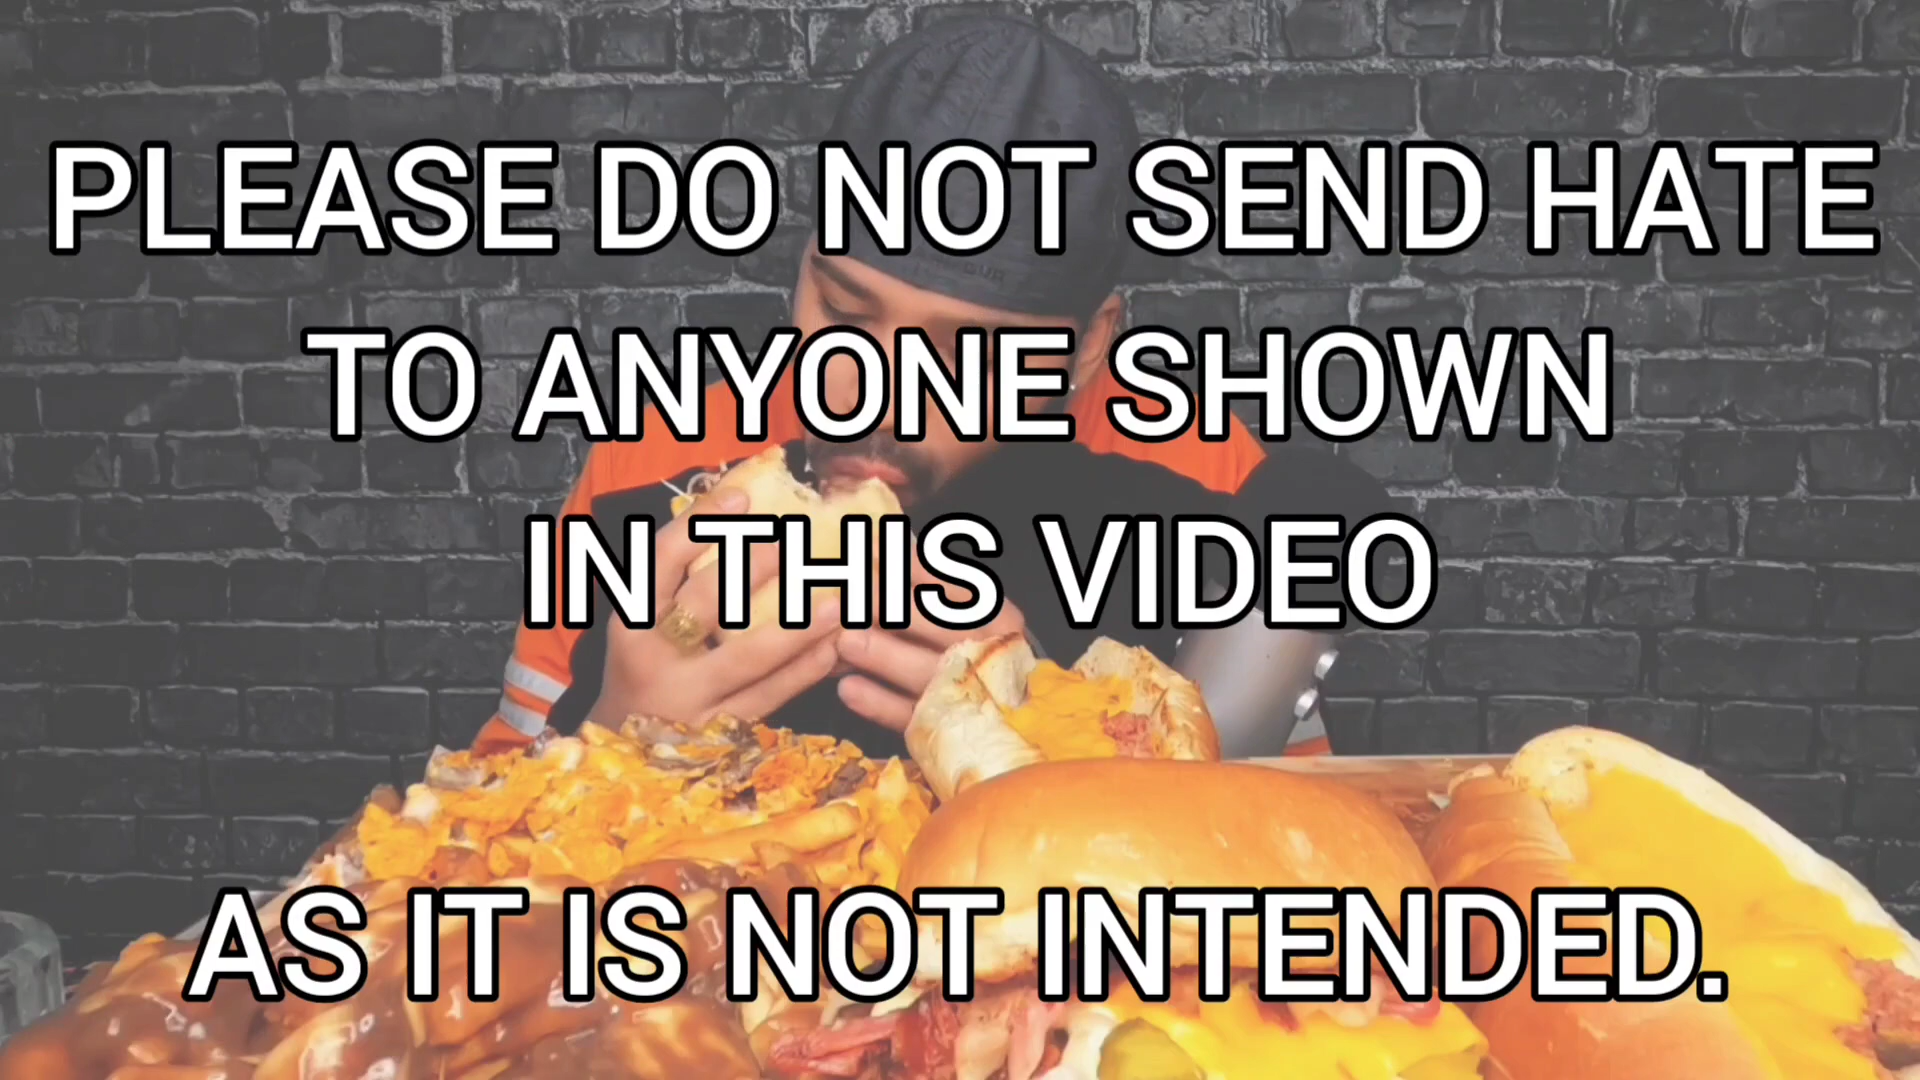 PLEASE DO NOT SEND HATE
TO ANYONE SHOWN
IN THIS VIDEO
AS IT IS NOT INTENDED.